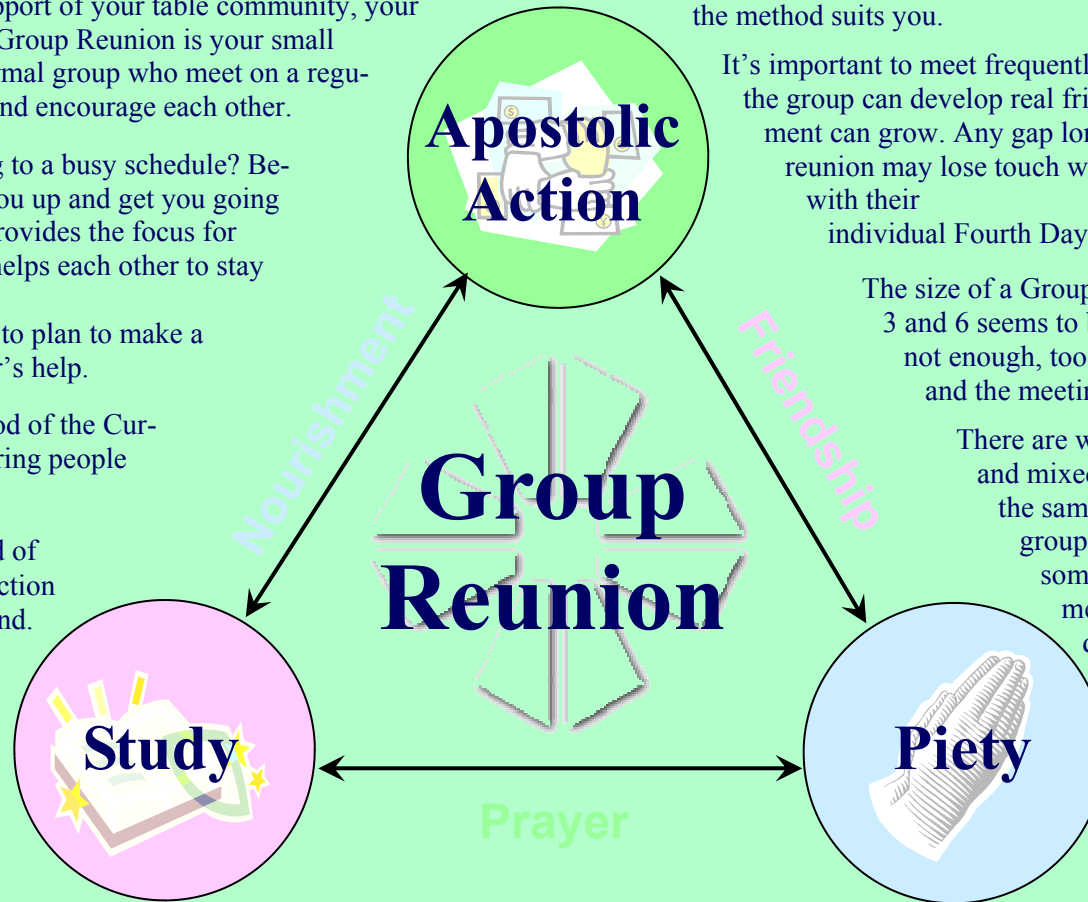 pport of your table community, your
Group Reunion is your small
rmal group who meet on a regu-
nd encourage each other.
g to a busy schedule? Be-
ou up and get you going
rovides the focus for
helps each other to stay
to plan to make a
r's help.
od of the Cur-
ring people
d of
ction
nd.
Apostolic
Action
the method suits you.
It's important to meet frequentl
the group can develop real fri
ment can grow. Any gap lon
reunion may lose touch w
with their
individual Fourth Day
The size of a Group
3 and 6 seems to b
not enough, too
and the meetin
There are w
and mixed
the sam
group
som
me
Nourishment
Friendship
Group
Reunion
Study
Piety
Prayer